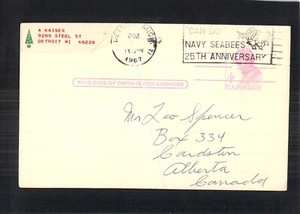 A KAISER
9289 STEEL ST
DETROIT MI 48228
PM
1967
"CAN DO"
NAVY SEABEES
25TH ANNIVERSARY
THIS SIDE OF CARD IS FOR ADDRESS
Mr Leo Spencer
Box 334
Cardston
Alberta
Canada